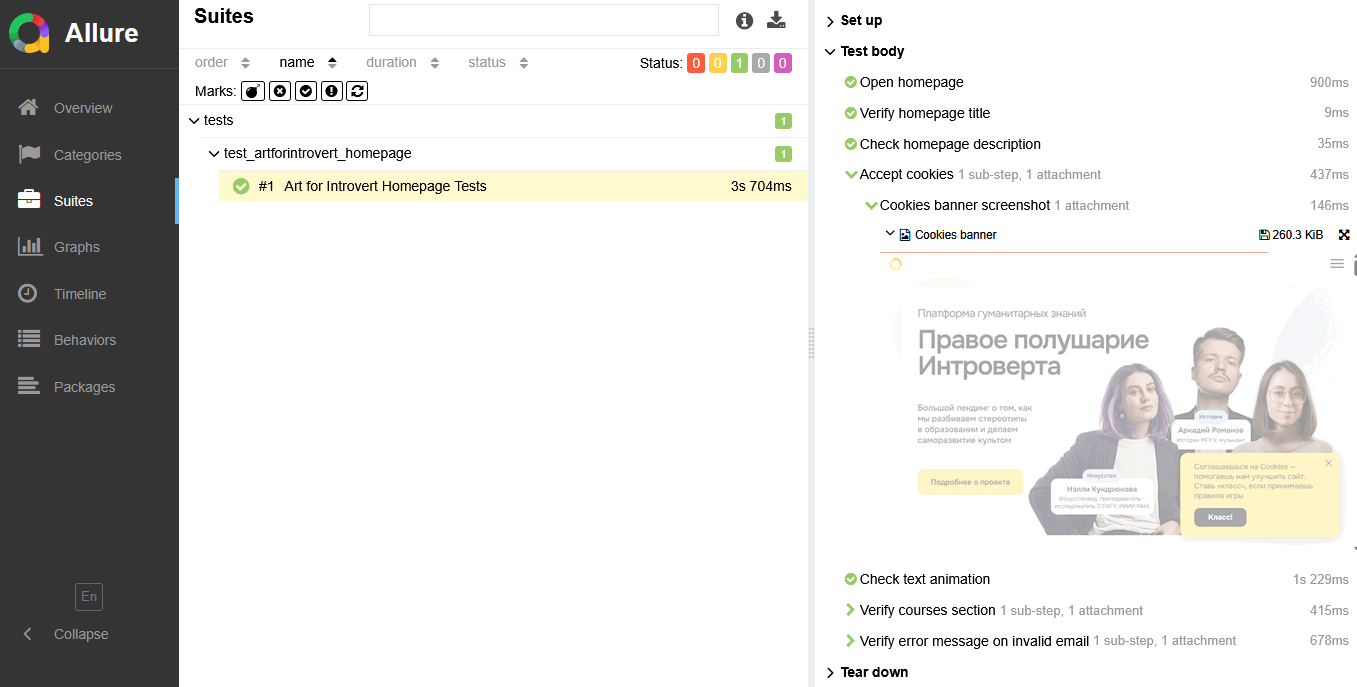 Allure
Overview
Categories
Suites
Graphs
Timeline
Behaviors
Packages
En
Collapse
Suites
order name duration status Status: 0 0 1 0 0
Marks:
tests 1
test_artforintrovert_homepage 1
#1 Art for Introvert Homepage Tests 3s 704ms
Set up
Test body
Open homepage 900ms
Verify homepage title 9ms
Check homepage description 35ms
Accept cookies 1 sub-step, 1 attachment 437ms
Cookies banner screenshot 1 attachment 146ms
Cookies banner 260.3 KiB
Платформа гуманитарных знаний
Правое полушарие
Интроверта
Большой лендинг о том, как
мы разбиваем стереотипы
в образовании и делаем
саморазвитие культом
Подробнее о проекте
История
Аркадий Романов
Историк МПГУ, музыкант
Искусство
Нэлли Кундрюкова
Искусствовед, преподаватель-
исследователь (СПбГУ, РИИИ РАН)
Соглашаешься на Cookies —
помогаешь нам улучшить сайт.
Ставь «класс», если принимаешь
правила игры
Класс!
Check text animation 1s 229ms
Verify courses section 1 sub-step, 1 attachment 415ms
Verify error message on invalid email 1 sub-step, 1 attachment 678ms
Tear down